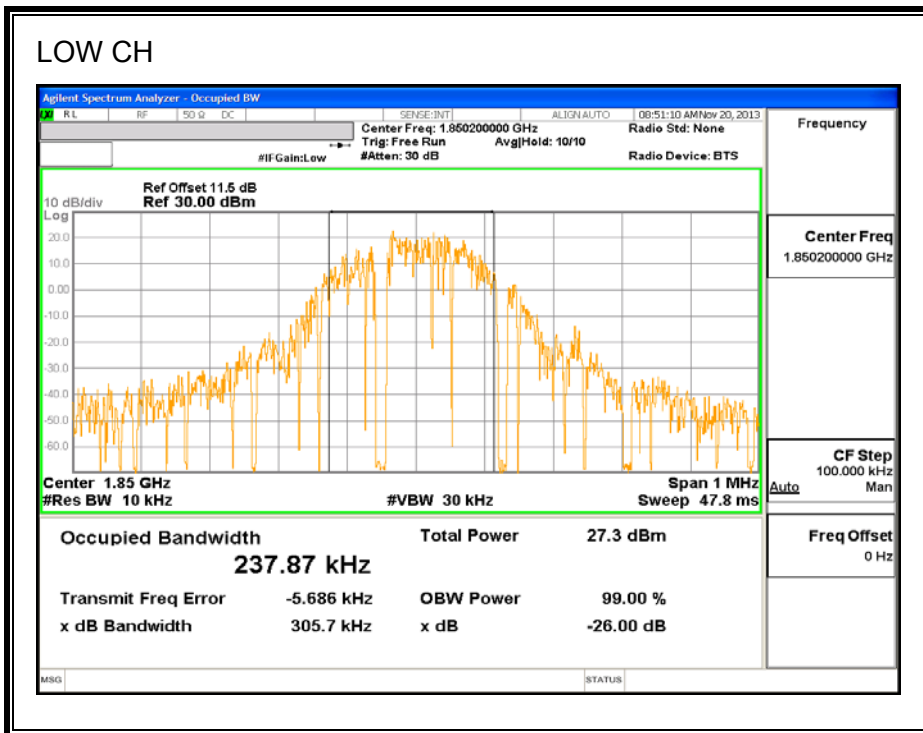 LOW CH
Agilent Spectrum Analyzer - Occupied BW
RL RF 50 Ω DC SENSE:INT ALIGN AUTO 08:51:10 AM Nov 20, 2013
Center Freq: 1.850200000 GHz Radio Std: None
Trig: Free Run Avg|Hold: 10/10
#IFGain:Low #Atten: 30 dB Radio Device: BTS
Ref Offset 11.5 dB
10 dB/div Ref 30.00 dBm
Log
20.0
10.0
0.00
-10.0
-20.0
-30.0
-40.0
-50.0
-60.0
Center 1.85 GHz Span 1 MHz
#Res BW 10 kHz #VBW 30 kHz Sweep 47.8 ms
Occupied Bandwidth Total Power 27.3 dBm
237.87 kHz
Transmit Freq Error -5.686 kHz OBW Power 99.00 %
x dB Bandwidth 305.7 kHz x dB -26.00 dB
MSG STATUS
Frequency
Center Freq
1.850200000 GHz
CF Step
100.000 kHz
Auto Man
Freq Offset
0 Hz